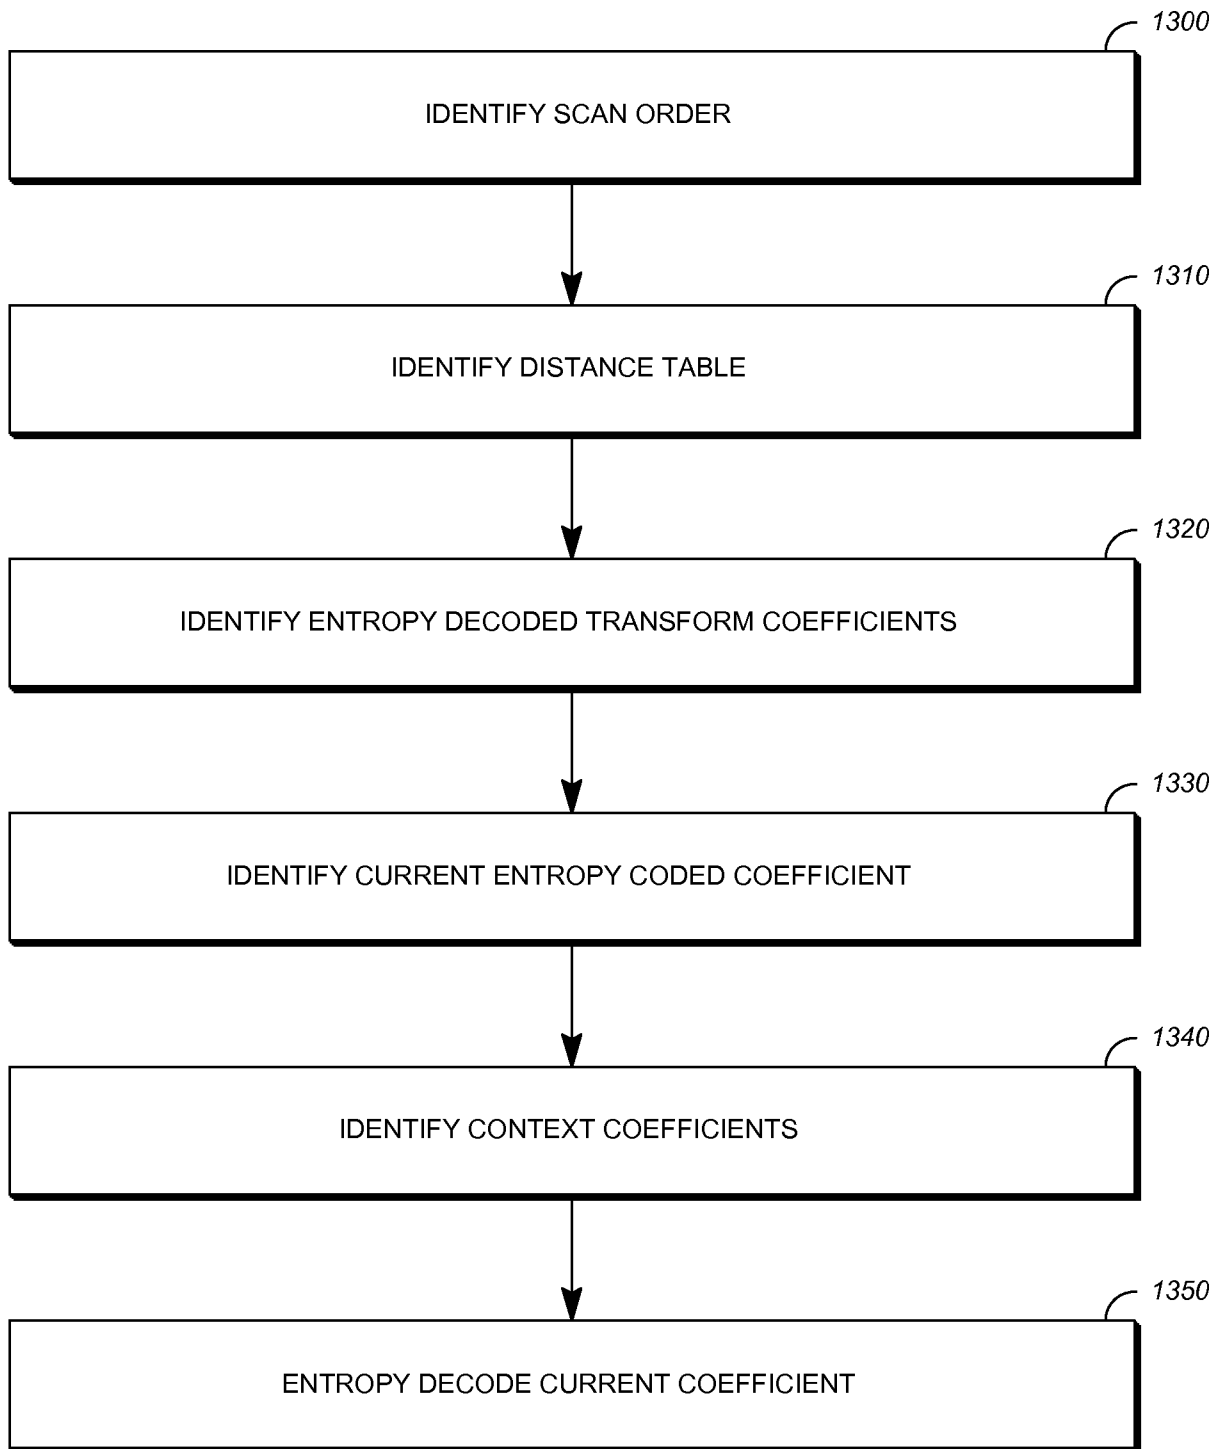 1300
IDENTIFY SCAN ORDER
1310
IDENTIFY DISTANCE TABLE
1320
IDENTIFY ENTROPY DECODED TRANSFORM COEFFICIENTS
1330
IDENTIFY CURRENT ENTROPY CODED COEFFICIENT
1340
IDENTIFY CONTEXT COEFFICIENTS
1350
ENTROPY DECODE CURRENT COEFFICIENT